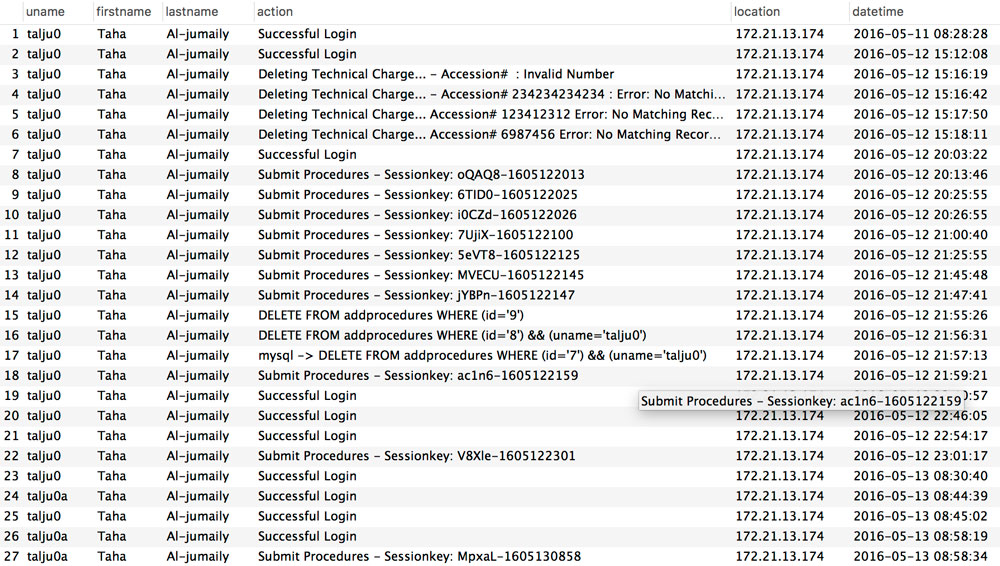 uname firstname lastname action location datetime
1 talju0 Taha Al-jumaily Successful Login 172.21.13.174 2016-05-11 08:28:28
2 talju0 Taha Al-jumaily Successful Login 172.21.13.174 2016-05-12 15:12:08
3 talju0 Taha Al-jumaily Deleting Technical Charge... – Accession# : Invalid Number 172.21.13.174 2016-05-12 15:16:19
4 talju0 Taha Al-jumaily Deleting Technical Charge... – Accession# 234234234234 : Error: No Matchi... 172.21.13.174 2016-05-12 15:16:42
5 talju0 Taha Al-jumaily Deleting Technical Charge... Accession# 123412312 Error: No Matching Rec... 172.21.13.174 2016-05-12 15:17:50
6 talju0 Taha Al-jumaily Deleting Technical Charge... Accession# 6987456 Error: No Matching Recor... 172.21.13.174 2016-05-12 15:18:11
7 talju0 Taha Al-jumaily Successful Login 172.21.13.174 2016-05-12 20:03:22
8 talju0 Taha Al-jumaily Submit Procedures – Sessionkey: oQAQ8-1605122013 172.21.13.174 2016-05-12 20:13:46
9 talju0 Taha Al-jumaily Submit Procedures – Sessionkey: 6TID0-1605122025 172.21.13.174 2016-05-12 20:25:55
10 talju0 Taha Al-jumaily Submit Procedures – Sessionkey: i0CZd-1605122026 172.21.13.174 2016-05-12 20:26:55
11 talju0 Taha Al-jumaily Submit Procedures – Sessionkey: 7UjiX-1605122100 172.21.13.174 2016-05-12 21:00:40
12 talju0 Taha Al-jumaily Submit Procedures – Sessionkey: 5eVT8-1605122125 172.21.13.174 2016-05-12 21:25:55
13 talju0 Taha Al-jumaily Submit Procedures – Sessionkey: MVECU-1605122145 172.21.13.174 2016-05-12 21:45:48
14 talju0 Taha Al-jumaily Submit Procedures – Sessionkey: jYBPn-1605122147 172.21.13.174 2016-05-12 21:47:41
15 talju0 Taha Al-jumaily DELETE FROM addprocedures WHERE (id='9') 172.21.13.174 2016-05-12 21:55:26
16 talju0 Taha Al-jumaily DELETE FROM addprocedures WHERE (id='8') && (uname='talju0') 172.21.13.174 2016-05-12 21:56:31
17 talju0 Taha Al-jumaily mysql -> DELETE FROM addprocedures WHERE (id='7') && (uname='talju0') 172.21.13.174 2016-05-12 21:57:13
18 talju0 Taha Al-jumaily Submit Procedures – Sessionkey: ac1n6-1605122159 172.21.13.174 2016-05-12 21:59:21
19 talju0 Taha Al-jumaily Successful Login :57
Submit Procedures – Sessionkey: ac1n6-1605122159
20 talju0 Taha Al-jumaily Successful Login 172.21.13.174 2016-05-12 22:46:05
21 talju0 Taha Al-jumaily Successful Login 172.21.13.174 2016-05-12 22:54:17
22 talju0 Taha Al-jumaily Submit Procedures – Sessionkey: V8Xle-1605122301 172.21.13.174 2016-05-12 23:01:17
23 talju0 Taha Al-jumaily Successful Login 172.21.13.174 2016-05-13 08:30:40
24 talju0a Taha Al-jumaily Successful Login 172.21.13.174 2016-05-13 08:44:39
25 talju0 Taha Al-jumaily Successful Login 172.21.13.174 2016-05-13 08:45:02
26 talju0a Taha Al-jumaily Successful Login 172.21.13.174 2016-05-13 08:58:19
27 talju0a Taha Al-jumaily Submit Procedures – Sessionkey: MpxaL-1605130858 172.21.13.174 2016-05-13 08:58:34